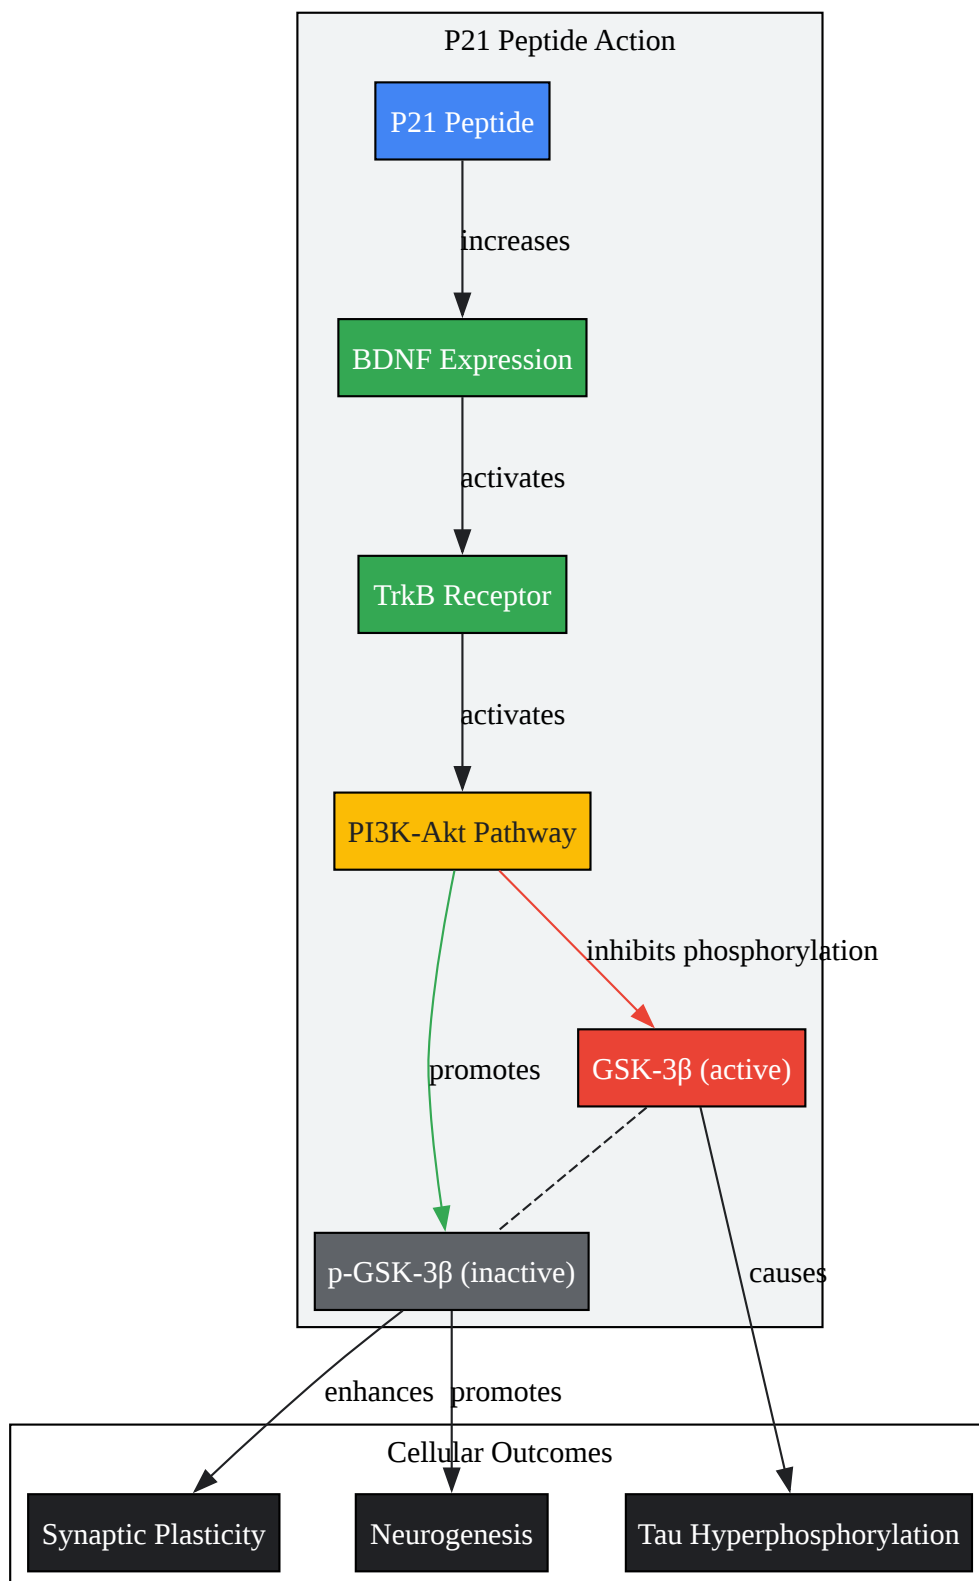 P21 Peptide Action
P21 Peptide
increases
BDNF Expression
activates
TrkB Receptor
activates
PI3K-Akt Pathway
inhibits phosphorylation
GSK-3β (active)
promotes
p-GSK-3β (inactive)
causes
enhances
promotes
Cellular Outcomes
Synaptic Plasticity
Neurogenesis
Tau Hyperphosphorylation